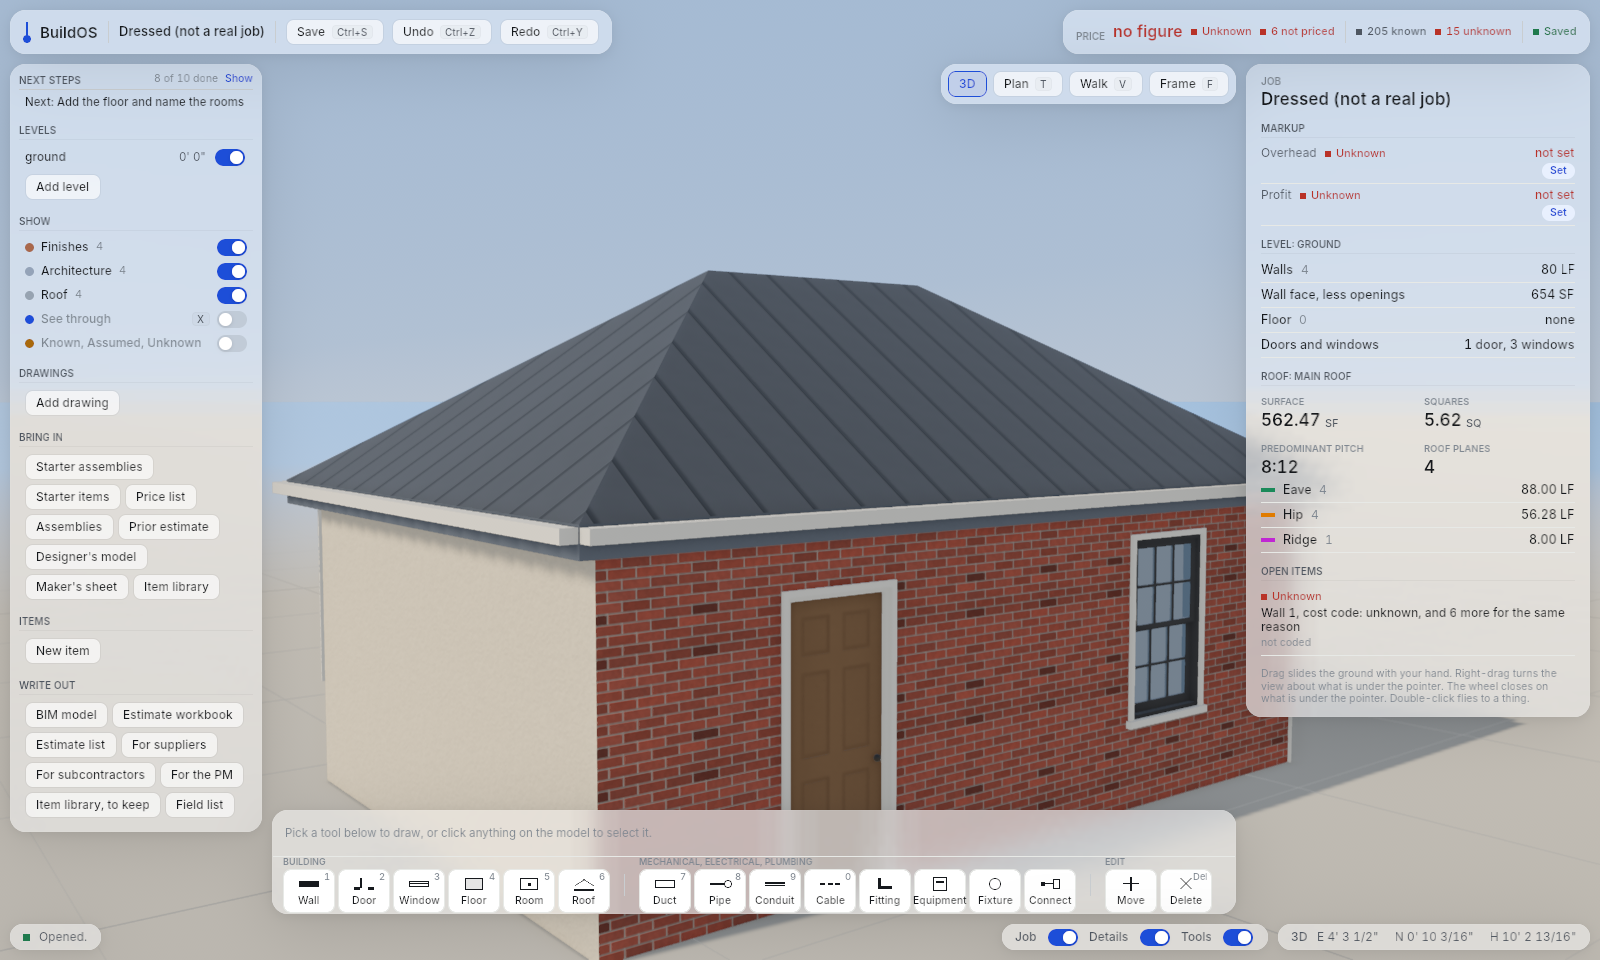 BuildOS
Dressed (not a real job)
Save Ctrl+S
Undo Ctrl+Z
Redo Ctrl+Y
PRICE no figure Unknown 6 not priced 205 known 15 unknown Saved
NEXT STEPS 8 of 10 done Show
Next: Add the floor and name the rooms
LEVELS
ground 0' 0"
Add level
SHOW
Finishes 4
Architecture 4
Roof 4
See through X
Known, Assumed, Unknown
DRAWINGS
Add drawing
BRING IN
Starter assemblies
Starter items Price list
Assemblies Prior estimate
Designer's model
Maker's sheet Item library
ITEMS
New item
WRITE OUT
BIM model Estimate workbook
Estimate list For suppliers
For subcontractors For the PM
Item library, to keep Field list
Opened.
3D Plan T Walk V Frame F
JOB
Dressed (not a real job)
MARKUP
Overhead Unknown not set
Set
Profit Unknown not set
Set
LEVEL: GROUND
Walls 4 80 LF
Wall face, less openings 654 SF
Floor 0 none
Doors and windows 1 door, 3 windows
ROOF: MAIN ROOF
SURFACE SQUARES
562.47 SF 5.62 SQ
PREDOMINANT PITCH ROOF PLANES
8:12 4
Eave 4 88.00 LF
Hip 4 56.28 LF
Ridge 1 8.00 LF
OPEN ITEMS
Unknown
Wall 1, cost code: unknown, and 6 more for the same
reason
not coded
Drag slides the ground with your hand. Right-drag turns the
view about what is under the pointer. The wheel closes on
what is under the pointer. Double-click flies to a thing.
Pick a tool below to draw, or click anything on the model to select it.
BUILDING MECHANICAL, ELECTRICAL, PLUMBING EDIT
1 2 3 4 5 6 7 8 9 0 Del
Wall Door Window Floor Room Roof Duct Pipe Conduit Cable Fitting Equipment Fixture Connect Move Delete
Job Details Tools
3D E 4' 3 1/2" N 0' 10 3/16" H 10' 2 13/16"